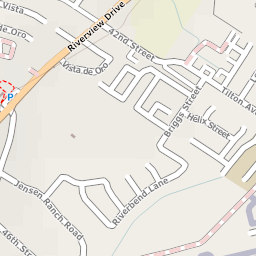 Vista
de Oro
Riverview Drive
42nd Street
Vista de Oro
Briggs Street
Tilton Av
Helix Street
P
Riverbend Lane
Jensen Ranch Road
46th Str